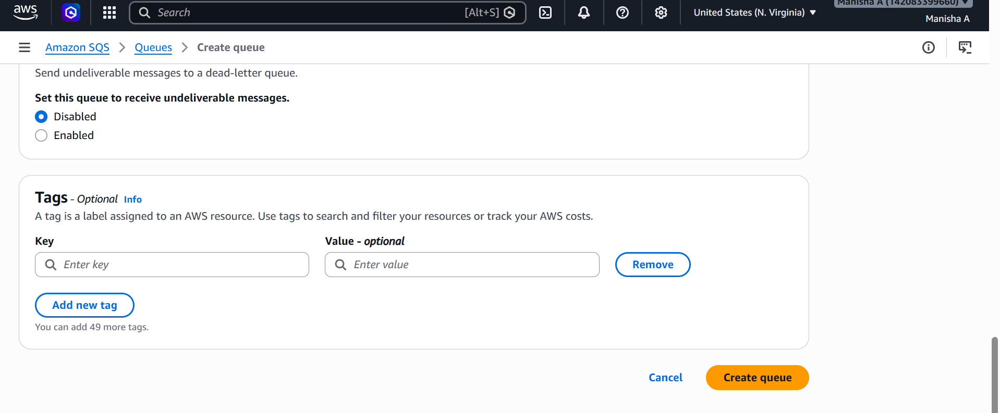 aws
Search [Alt+S]
United States (N. Virginia)
Manisha A (142083399660)
Manisha A
Amazon SQS > Queues > Create queue
Send undeliverable messages to a dead-letter queue.
Set this queue to receive undeliverable messages.
Disabled
Enabled
Tags - Optional Info
A tag is a label assigned to an AWS resource. Use tags to search and filter your resources or track your AWS costs.
Key Value - optional
Enter key Enter value Remove
Add new tag
You can add 49 more tags.
Cancel Create queue